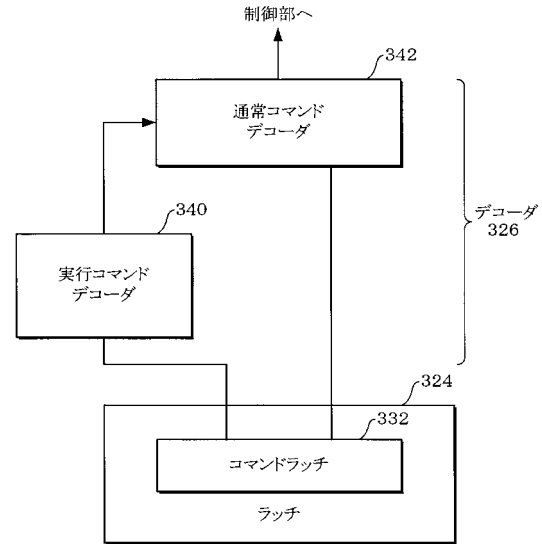 制御部へ
342
通常コマンド
デコーダ
340
実行コマンド
デコーダ
デコーダ
326
324
332
コマンドラッチ
ラッチ